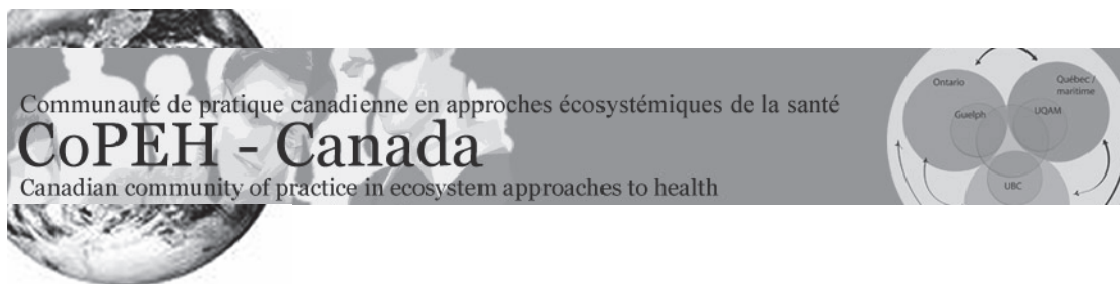 Communauté de pratique canadienne en approches écosystémiques de la santé
CoPEH - Canada
Canadian community of practice in ecosystem approaches to health
Ontario
Québec /
maritime
Guelph
UQAM
UBC